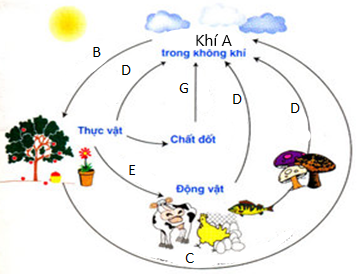 Khí A
trong không khí
B
D
G
D
D
Thực vật
Chất đốt
E
Động vật
C